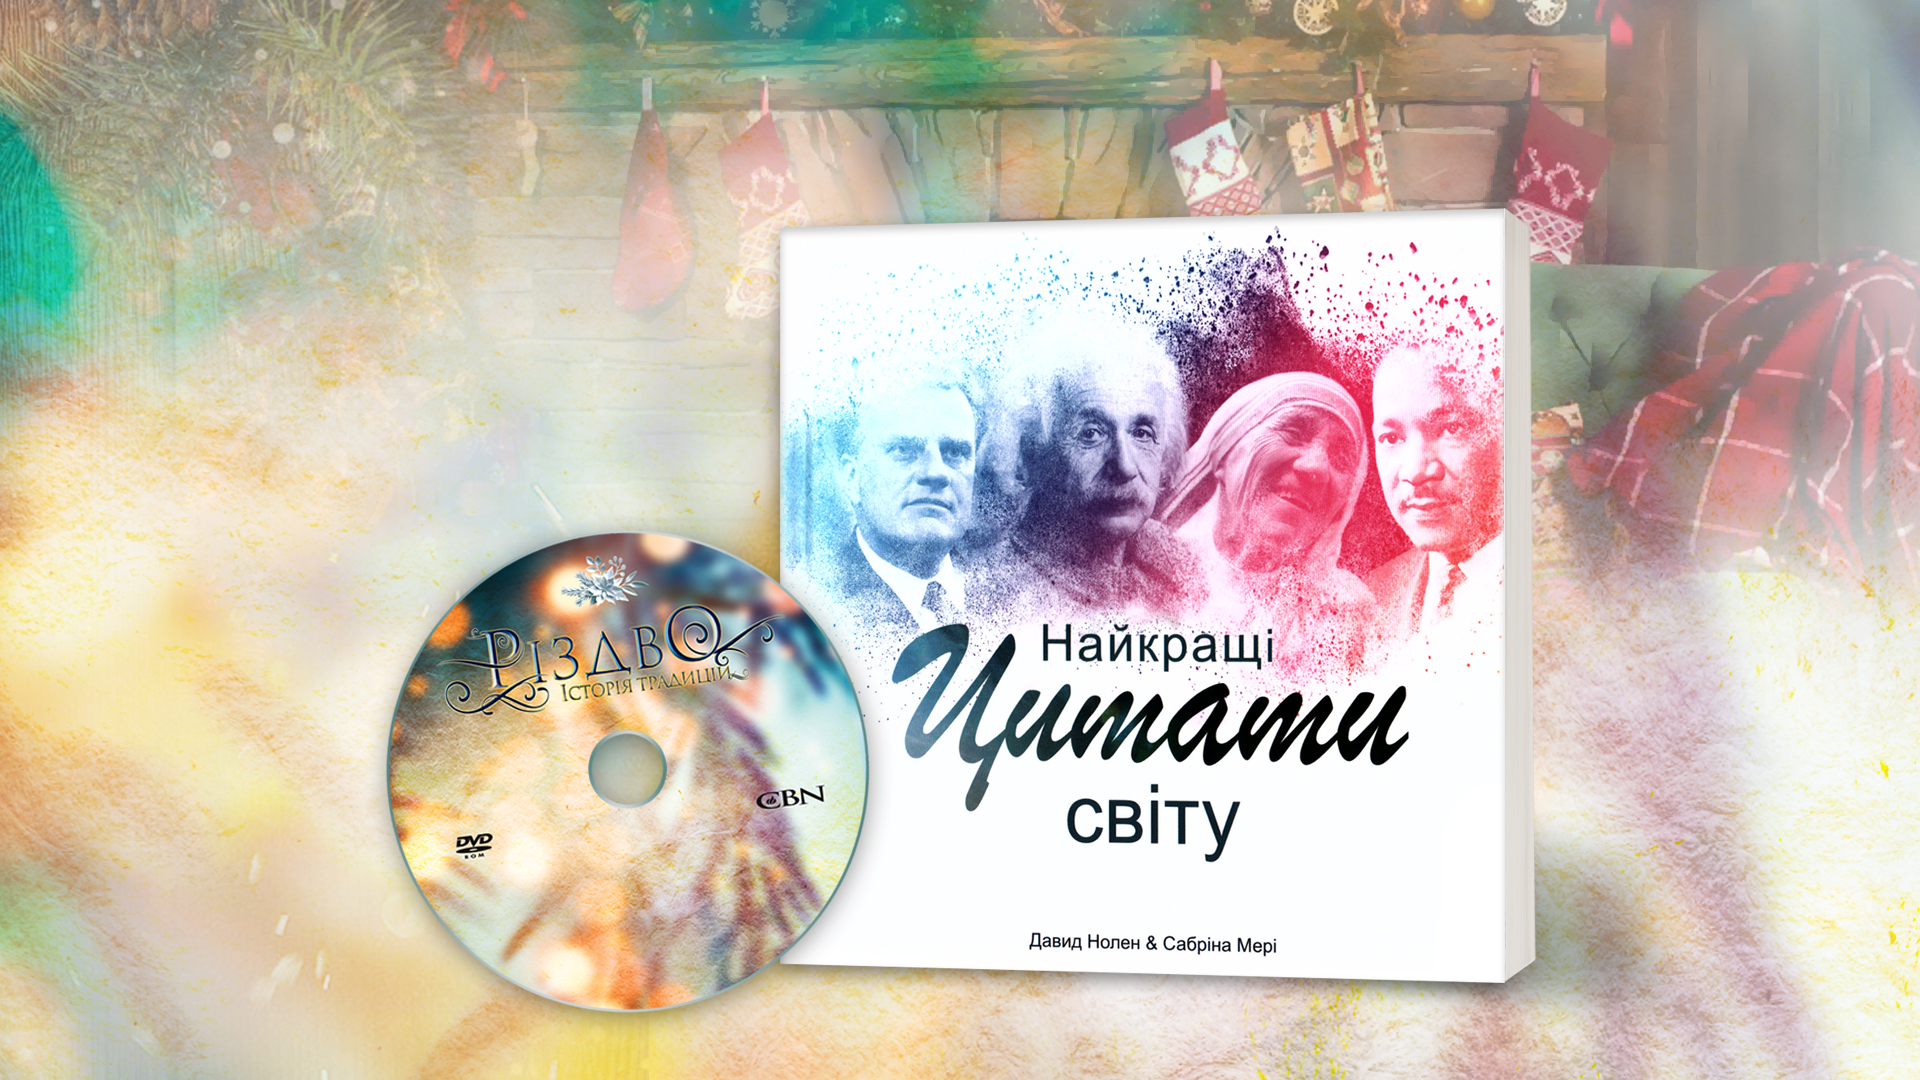 РІЗДВО
ІСТОРІЯ ТРАДИЦІЙ
CBN
DVD
ROM
Найкращі
Цитати
світу
Давид Нолен & Сабріна Мері